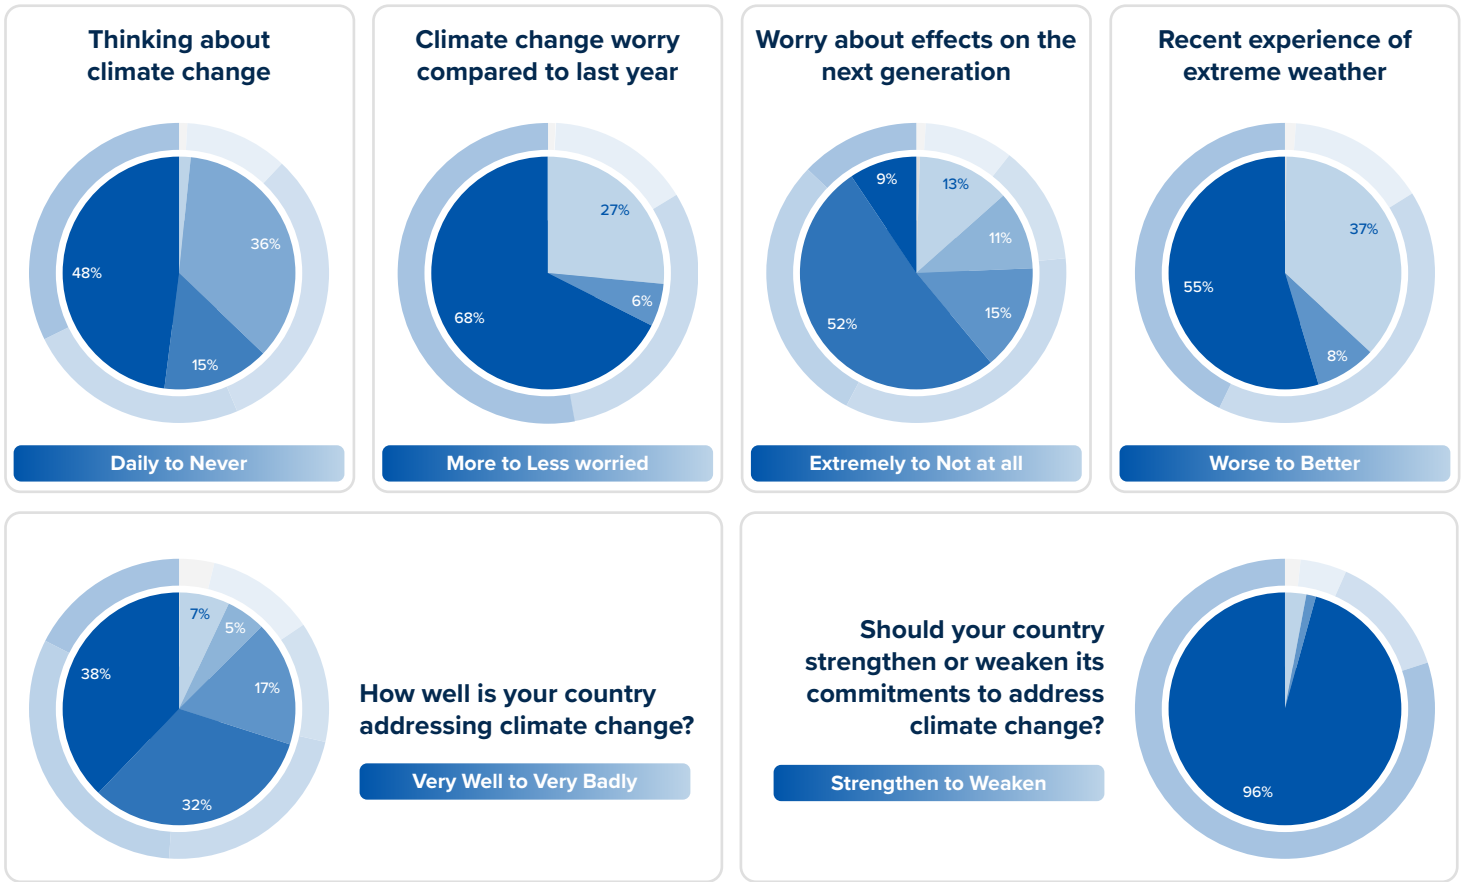 Thinking about
climate change
36%
15%
48%
Daily to Never
Climate change worry
compared to last year
27%
6%
68%
More to Less worried
Worry about effects on the
next generation
9%
13%
11%
15%
52%
Extremely to Not at all
Recent experience of
extreme weather
37%
8%
55%
Worse to Better
7%
5%
17%
32%
38%
How well is your country
addressing climate change?
Very Well to Very Badly
Should your country
strengthen or weaken its
commitments to address
climate change?
Strengthen to Weaken
96%